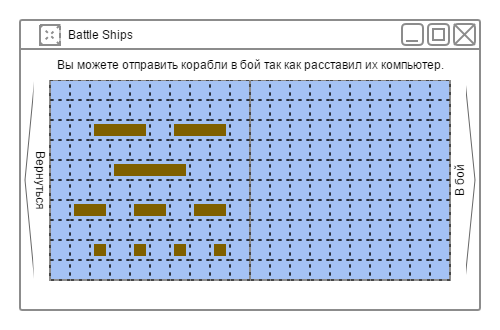 Battle Ships
Вы можете отправить корабли в бой так как расставил их компьютер.
Вернуться
В бой